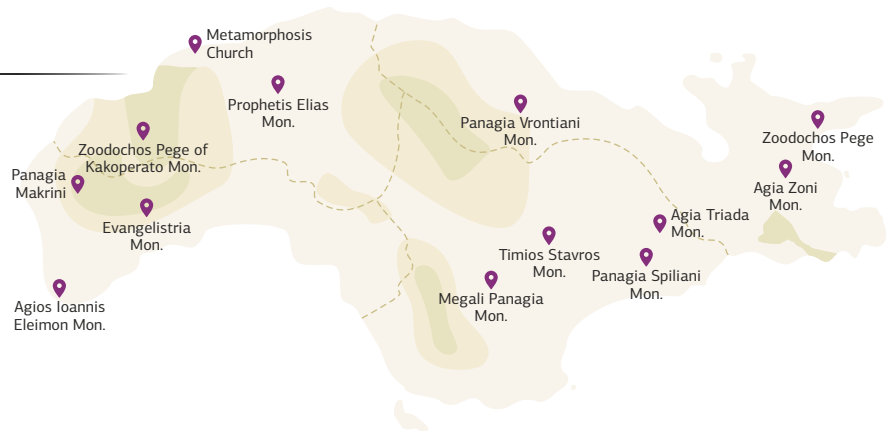 Metamorphosis
Church
Prophetis Elias
Mon.
Panagia Vrontiani
Mon.
Zoodochos Pege
Mon.
Zoodochos Pege of
Kakoperato Mon.
Panagia
Makrini
Agia Zoni
Mon.
Evangelistria
Mon.
Agia Triada
Mon.
Timios Stavros
Mon.
Panagia Spiliani
Mon.
Megali Panagia
Mon.
Agios Ioannis
Eleimon Mon.